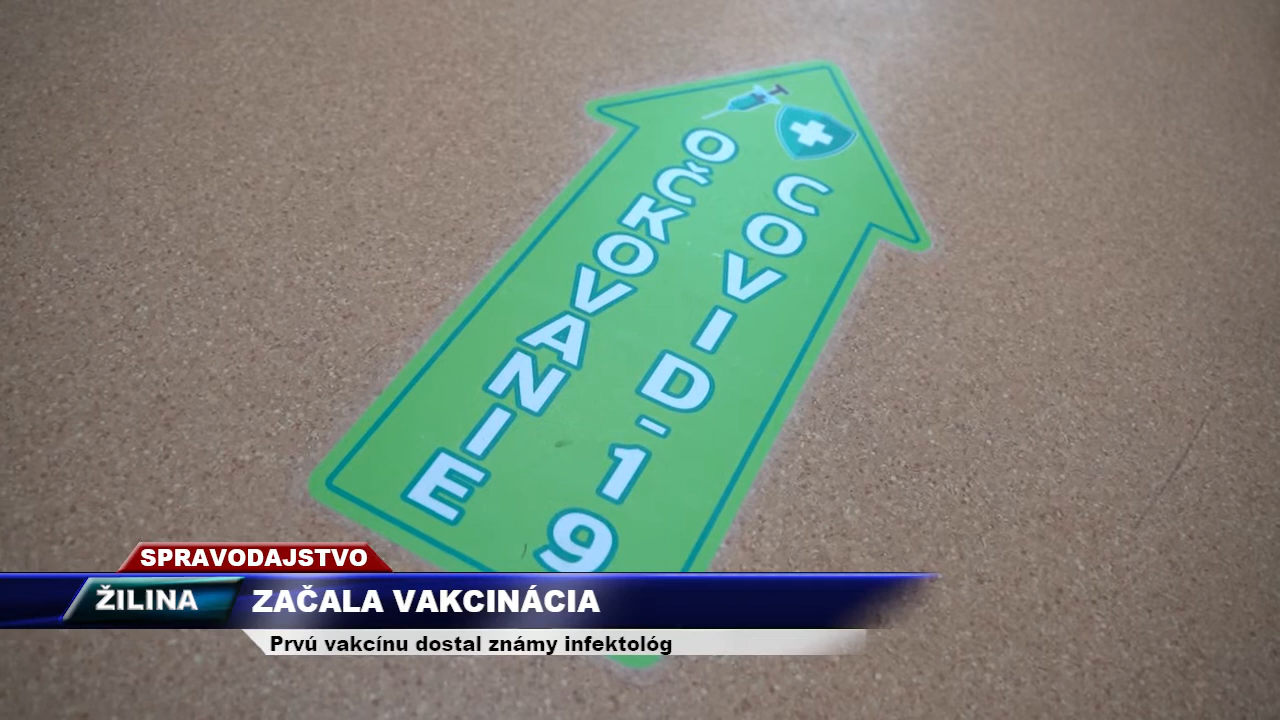 OČKOVANIE
COVID-19
SPRAVODAJSTVO
ŽILINA
ZAČALA VAKCINÁCIA
Prvú vakcínu dostal známy infektológ